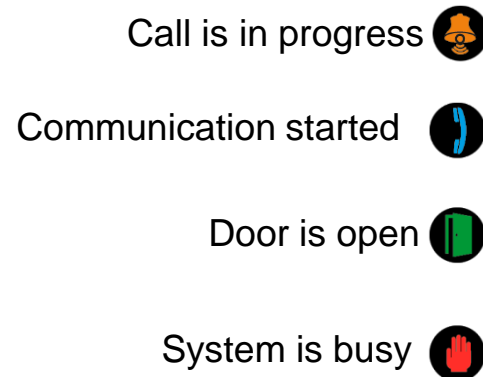 Call is in progress
Communication started
Door is open
System is busy